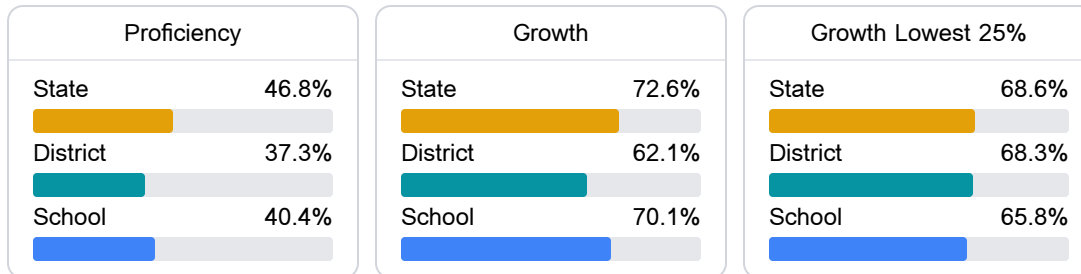 Proficiency
State 46.8%
District 37.3%
School 40.4%
Growth
State 72.6%
District 62.1%
School 70.1%
Growth Lowest 25%
State 68.6%
District 68.3%
School 65.8%